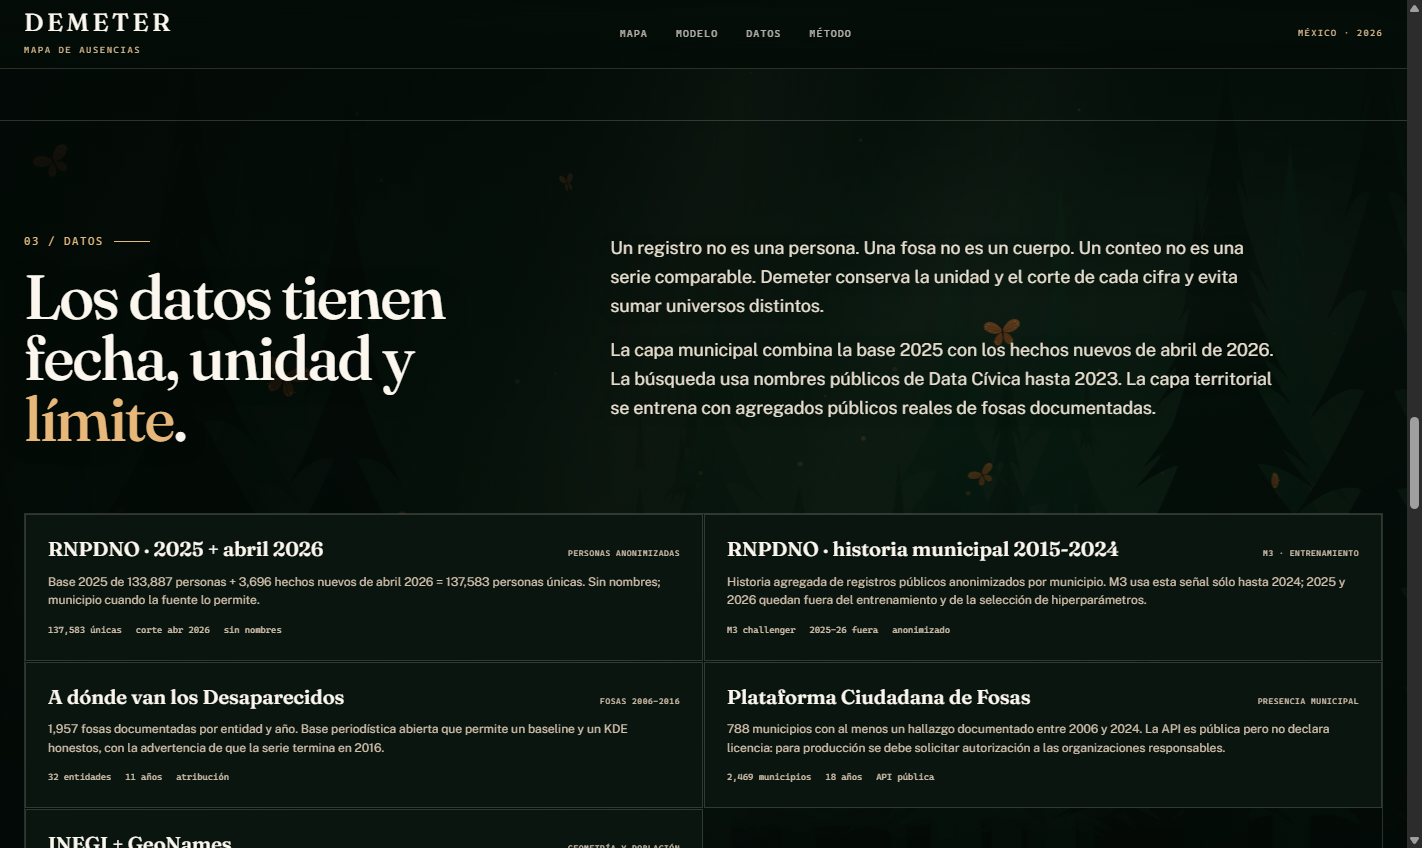 DEMETER
MAPA DE AUSENCIAS
MAPA MODELO DATOS MÉTODO
MÉXICO · 2026
03 / DATOS
Los datos tienen
fecha, unidad y
límite.
Un registro no es una persona. Una fosa no es un cuerpo. Un conteo no es una
serie comparable. Demeter conserva la unidad y el corte de cada cifra y evita
sumar universos distintos.
La capa municipal combina la base 2025 con los hechos nuevos de abril de 2026.
La búsqueda usa nombres públicos de Data Cívica hasta 2023. La capa territorial
se entrena con agregados públicos reales de fosas documentadas.
RNPDNO · 2025 + abril 2026
PERSONAS ANONIMIZADAS
Base 2025 de 133,887 personas + 3,696 hechos nuevos de abril 2026 = 137,583 personas únicas. Sin nombres;
municipio cuando la fuente lo permite.
137,583 únicas corte abr 2026 sin nombres
RNPDNO · historia municipal 2015-2024
M3 · ENTRENAMIENTO
Historia agregada de registros públicos anonimizados por municipio. M3 usa esta señal sólo hasta 2024; 2025 y
2026 quedan fuera del entrenamiento y de la selección de hiperparámetros.
M3 challenger 2025-26 fuera anonimizado
A dónde van los Desaparecidos
FOSAS 2006-2016
1,957 fosas documentadas por entidad y año. Base periodística abierta que permite un baseline y un KDE
honestos, con la advertencia de que la serie termina en 2016.
32 entidades 11 años atribución
Plataforma Ciudadana de Fosas
PRESENCIA MUNICIPAL
788 municipios con al menos un hallazgo documentado entre 2006 y 2024. La API es pública pero no declara
licencia: para producción se debe solicitar autorización a las organizaciones responsables.
2,469 municipios 18 años API pública
INEGI + GeoNames
GEOMETRÍA Y POBLACIÓN